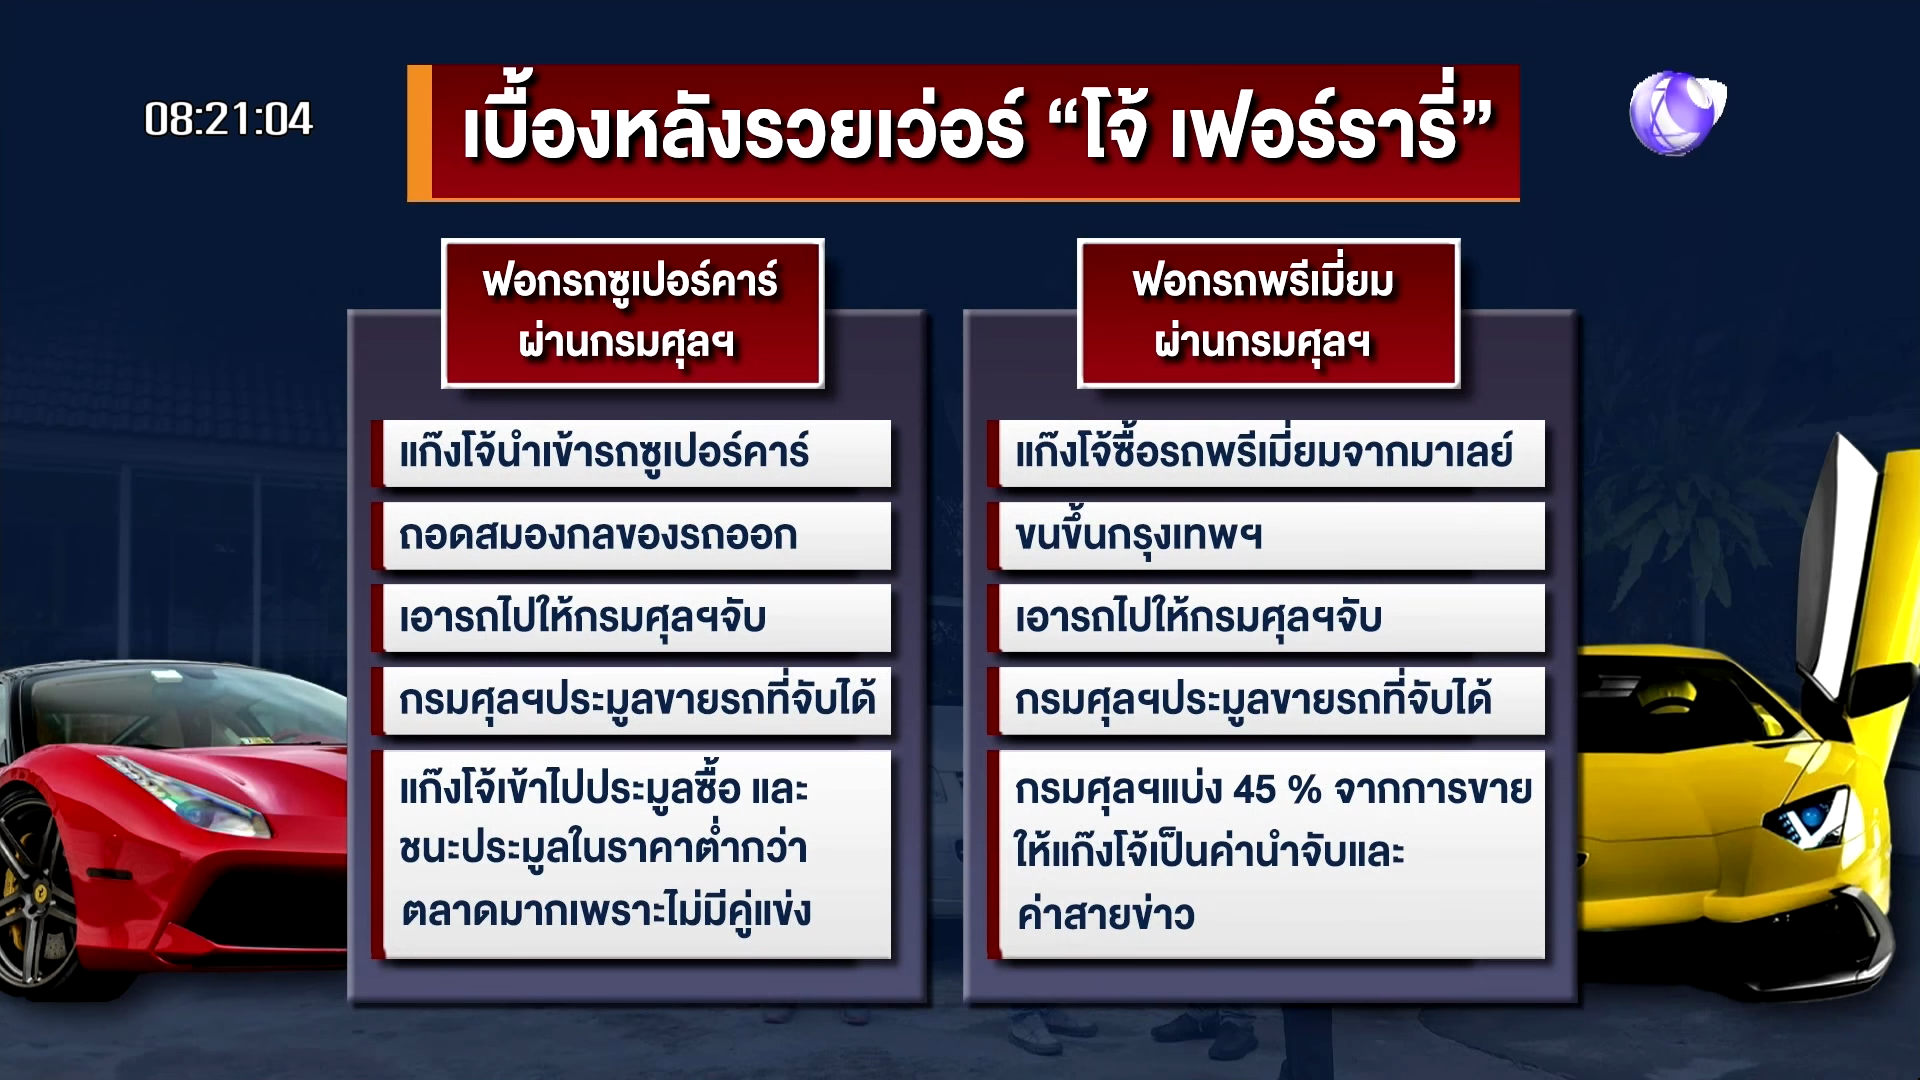 08:21:04
เบื้องหลังรวยเว่อร์ “โจ้ เฟอร์รารี่”
ฟอกรถซูเปอร์คาร์
ผ่านกรมศุลฯ
แก๊งโจ้นำเข้ารถซูเปอร์คาร์
ถอดสมองกลของรถออก
เอารถไปให้กรมศุลฯจับ
กรมศุลฯประมูลขายรถที่จับได้
แก๊งโจ้เข้าไปประมูลซื้อ และ
ชนะประมูลในราคาต่ำกว่า
ตลาดมากเพราะไม่มีคู่แข่ง
ฟอกรถพรีเมี่ยม
ผ่านกรมศุลฯ
แก๊งโจ้ซื้อรถพรีเมี่ยมจากมาเลย์
ขนขึ้นกรุงเทพฯ
เอารถไปให้กรมศุลฯจับ
กรมศุลฯประมูลขายรถที่จับได้
กรมศุลฯแบ่ง 45 % จากการขาย
ให้แก๊งโจ้เป็นค่านำจับและ
ค่าสายข่าว